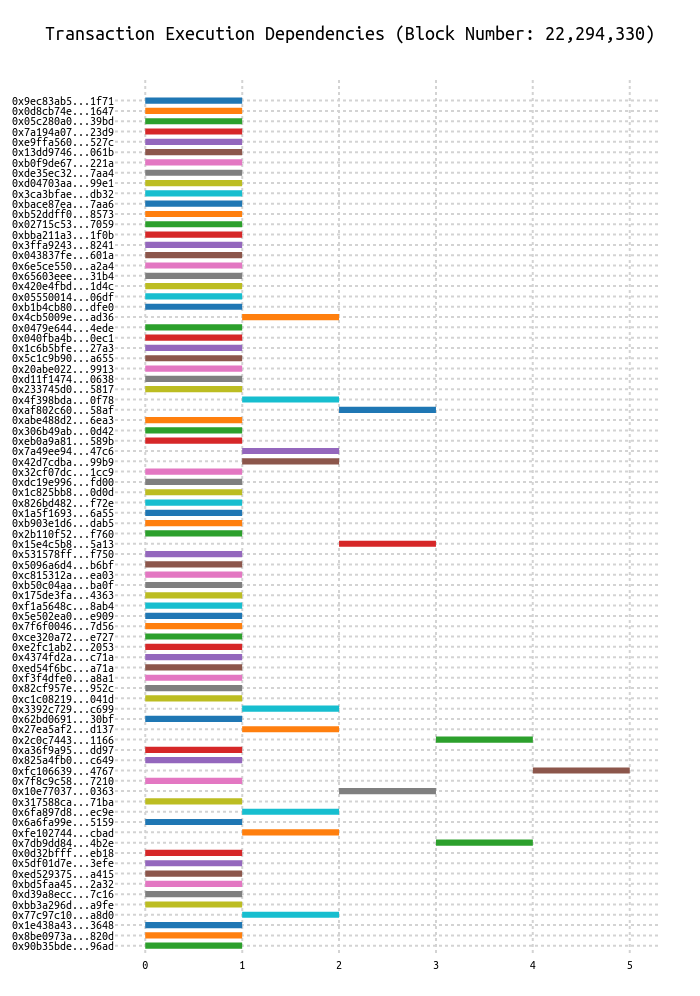 Transaction Execution Dependencies (Block Number: 22,294,330)
0x9ec83ab5...1f71
0x0d8cb74e...1647
0x05c280a0...39bd
0x7a194a07...23d9
0xe9ffa560...527c
0x13dd9746...061b
0xb0f9de67...221a
0xde35ec32...7aa4
0xd04703aa...99e1
0x3ca3bfae...db32
0xbace87ea...7aa6
0xb52ddff0...8573
0x02715c53...7059
0xbba211a3...1f0b
0x3ffa9243...8241
0x043837fe...601a
0x6e5ce550...a2a4
0x65603eee...31b4
0x420e4fbd...1d4c
0x05550014...06df
0xb1b4cb80...dfe0
0x4cb5009e...ad36
0x0479e644...4ede
0x040fba4b...0ec1
0x1c6b5bfe...27a3
0x5c1c9b90...a655
0x20abe022...9913
0xd11f1474...0638
0x233745d0...5817
0x4f398bda...0f78
0xaf802c60...58af
0xabe488d2...6ea3
0x306b49ab...0d42
0xeb0a9a81...589b
0x7a49ee94...47c6
0x42d7cdba...99b9
0x32cf07dc...1cc9
0xdc19e996...fd00
0x1c825bb8...0d0d
0x826bd482...f72e
0x1a5f1693...6a55
0xb903e1d6...dab5
0x2b110f52...f760
0x15e4c5b8...5a13
0x531578ff...f750
0x5096a6d4...b6bf
0xc815312a...ea03
0xb50c04aa...ba0f
0x175de3fa...4363
0xf1a5648c...8ab4
0x5e502ea0...e909
0x7f6f0046...7d56
0xce320a72...e727
0xe2fc1ab2...2053
0x4374fd2a...c71a
0xed54f6bc...a71a
0xf3f4dfe0...a8a1
0x82cf957e...952c
0xc1c08219...041d
0x3392c729...c699
0x62bd0691...30bf
0x27ea5af2...d137
0x2c0c7443...1166
0xa36f9a95...dd97
0x825a4fb0...c649
0xfc106639...4767
0x7f8c9c58...7210
0x10e77037...0363
0x317588ca...71ba
0x6fa897d8...ec9e
0x6a6fa99e...5159
0xfe102744...cbad
0x7db9dd84...4b2e
0x0d32bfff...eb18
0x5df01d7e...3efe
0xed529375...a415
0xbd5faa45...2a32
0xd39a8ecc...7c16
0xbb3a296d...a9fe
0x77c97c10...a8d0
0x1e438a43...3648
0x8be0973a...820d
0x90b35bde...96ad
0 1 2 3 4 5